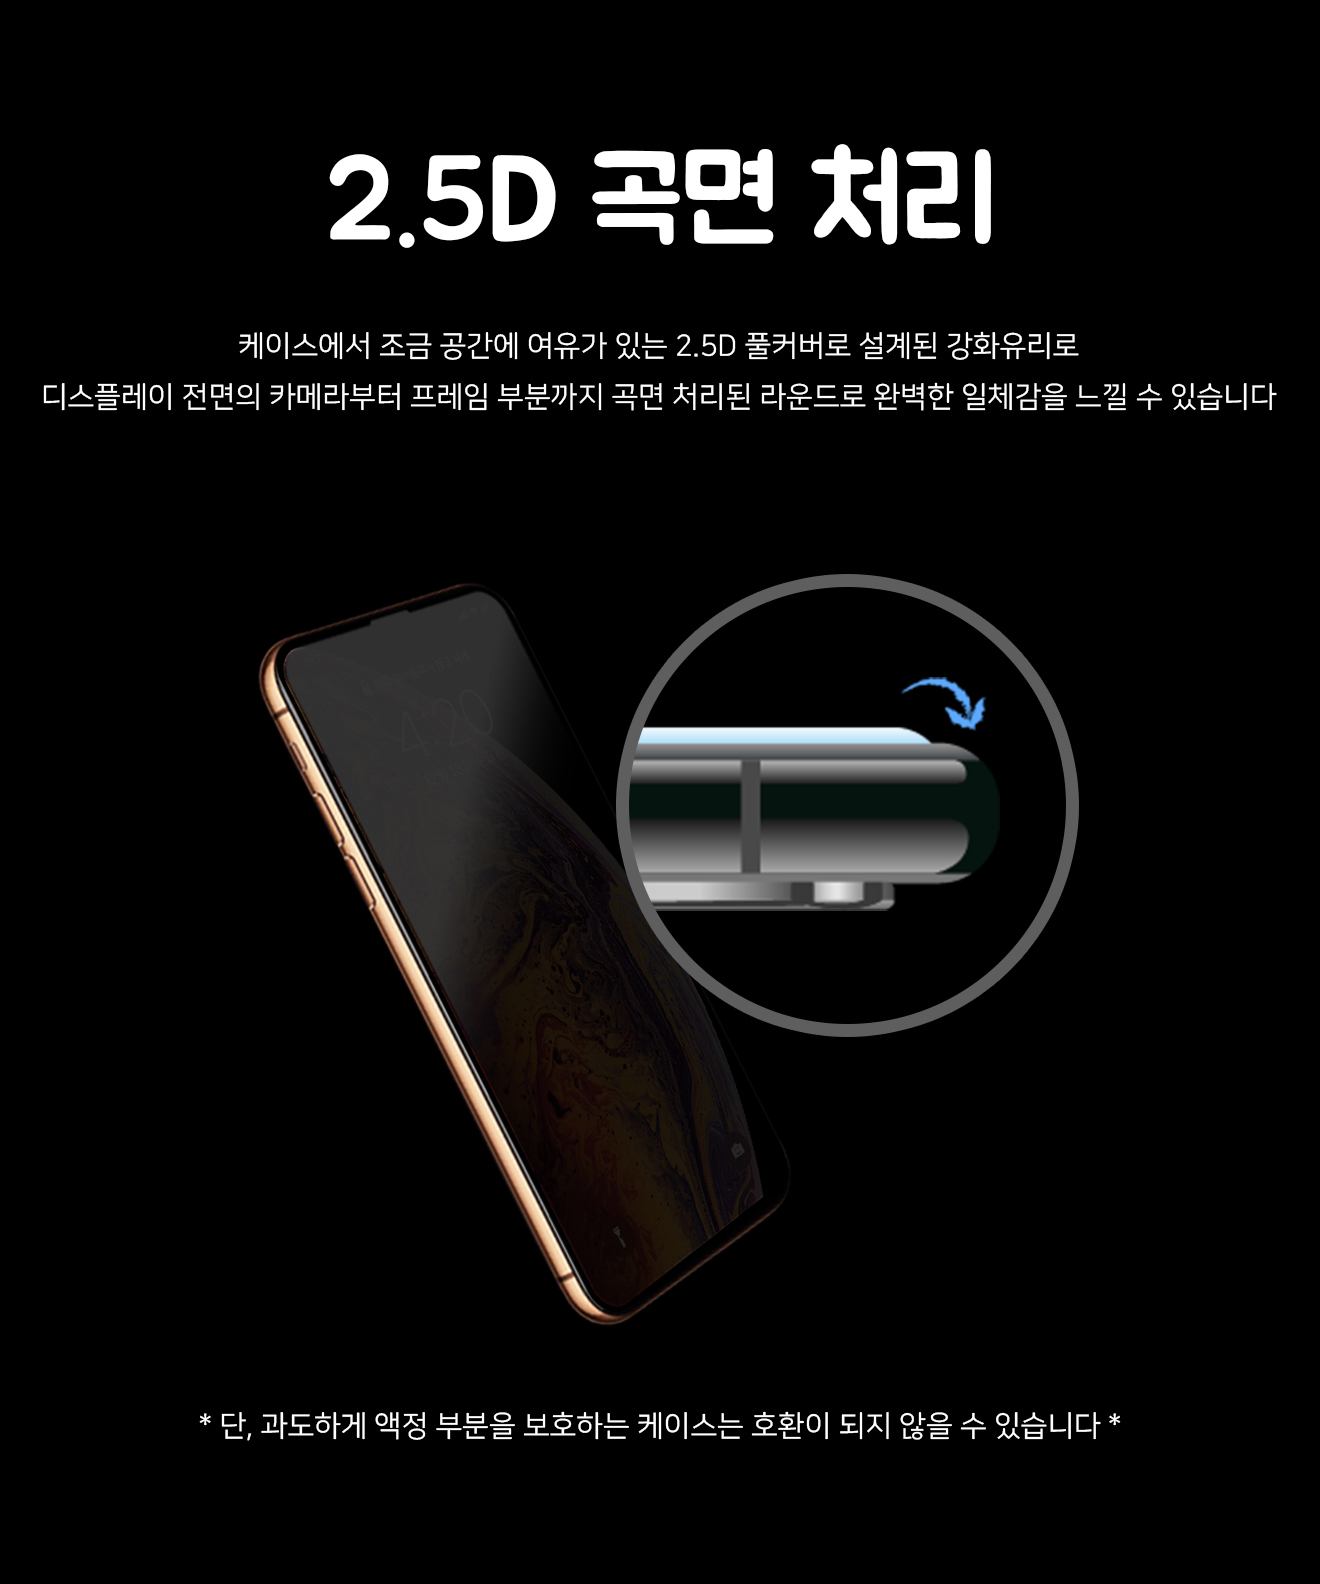 2.5D 곡면 처리
케이스에서 조금 공간에 여유가 있는 2.5D 풀커버로 설계된 강화유리로
디스플레이 전면의 카메라부터 프레임 부분까지 곡면 처리된 라운드로 완벽한 일체감을 느낄 수 있습니다
4:20
* 단, 과도하게 액정 부분을 보호하는 케이스는 호환이 되지 않을 수 있습니다 *